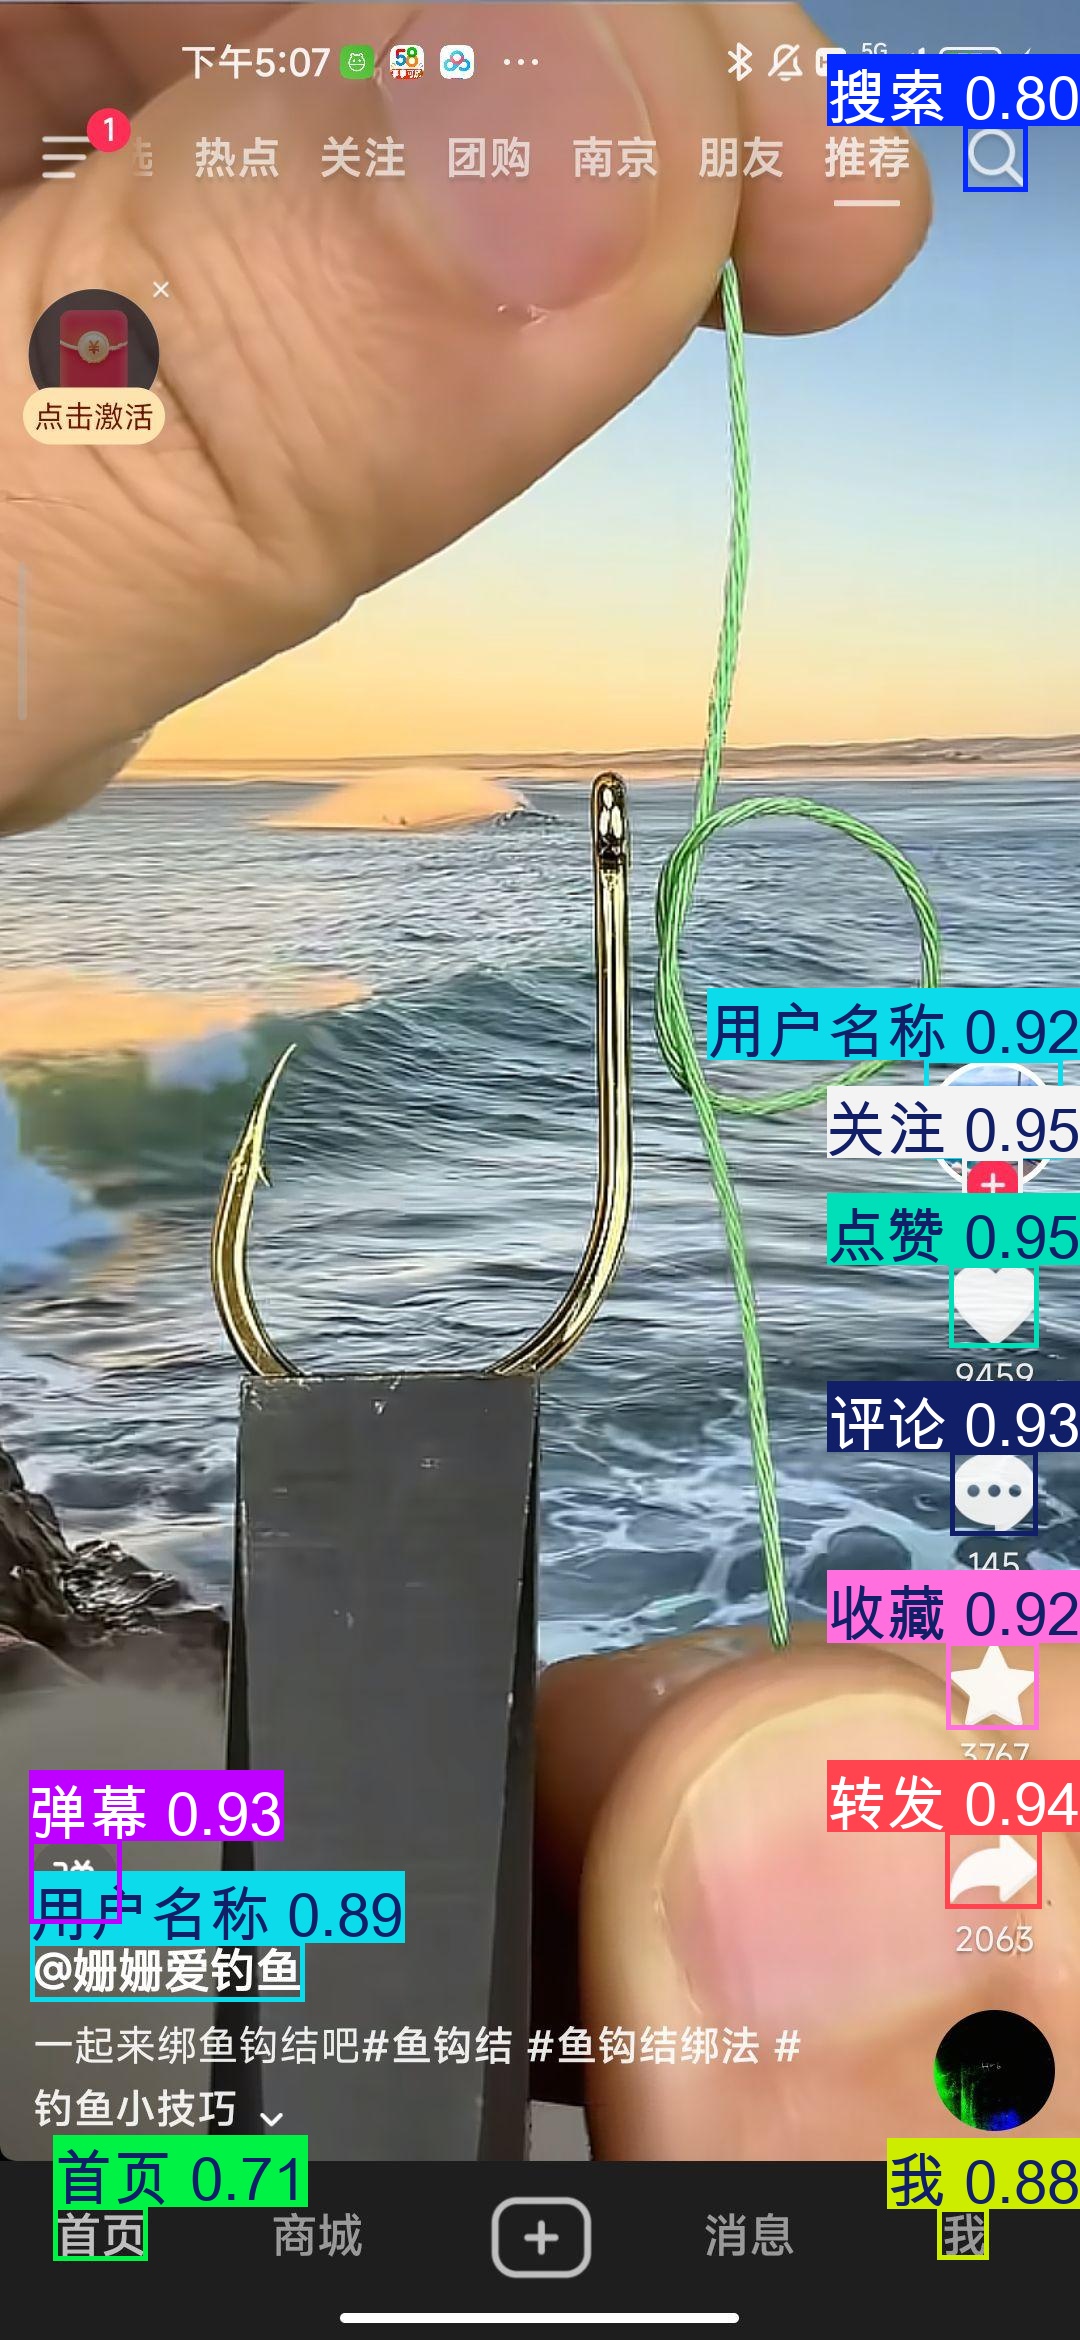 下午5:07
5G
搜索 0.80
1
热点 关注 团购 南京 朋友 推荐
点击激活
用户名称 0.92
关注 0.95
点赞 0.95
9459
评论 0.93
145
收藏 0.92
3767
转发 0.94
2063
弹幕 0.93
用户名称 0.89
@姗姗爱钓鱼
一起来绑鱼钩结吧#鱼钩结 #鱼钩结绑法 #
钓鱼小技巧
首页 0.71
我 0.88
首页 商城 消息 我